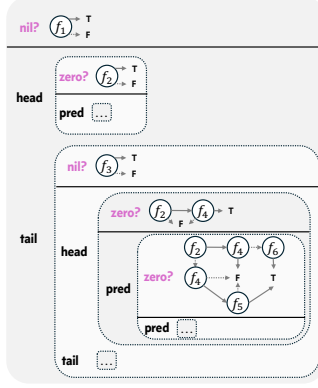 nil? f₁ T
F
head
zero? f₂ T
F
pred ...
nil? f₃ T
F
tail
head
zero? f₂ f₄ T
F
pred
zero? f₂ f₄ f₆
f₄ F T
f₅
pred ...
tail ...